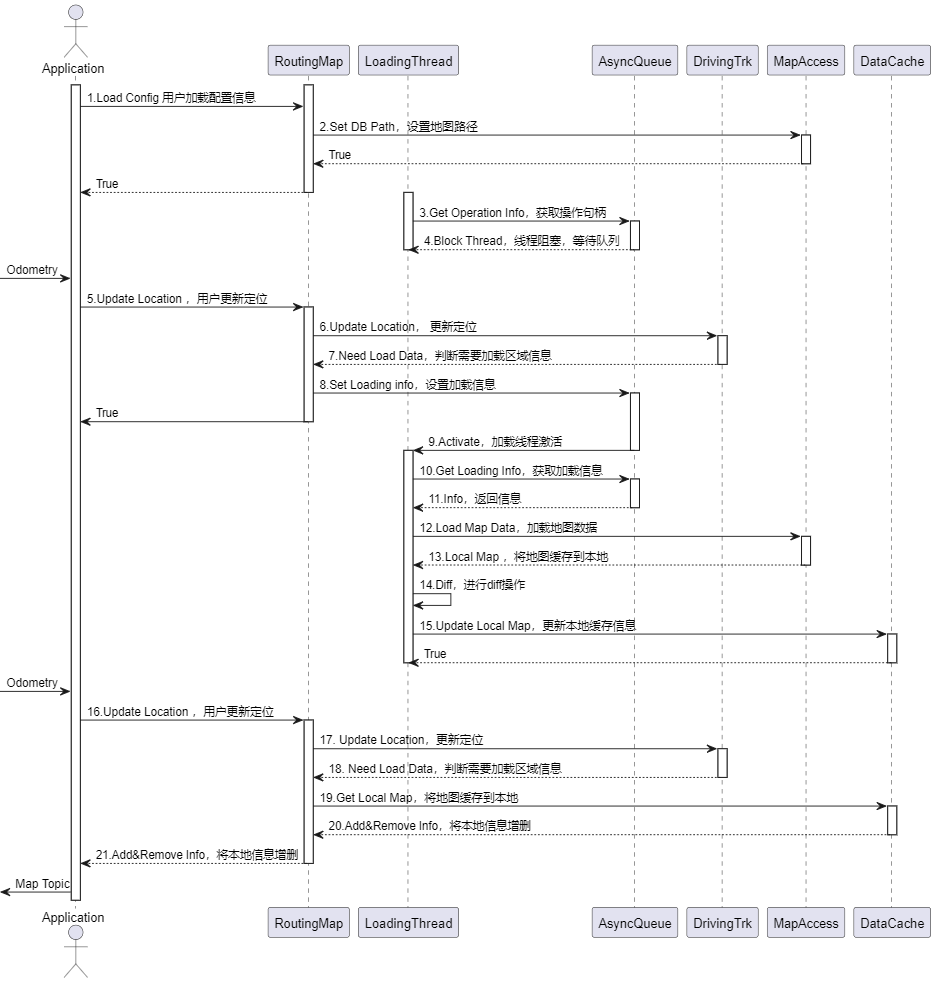 Application
RoutingMap
LoadingThread
AsyncQueue
DrivingTrk
MapAccess
DataCache
1.Load Config 用户加载配置信息
2.Set DB Path，设置地图路径
True
True
3.Get Operation Info，获取操作句柄
4.Block Thread，线程阻塞，等待队列
Odometry
5.Update Location ，用户更新定位
6.Update Location， 更新定位
7.Need Load Data，判断需要加载区域信息
8.Set Loading info，设置加载信息
True
9.Activate，加载线程激活
10.Get Loading Info，获取加载信息
11.Info，返回信息
12.Load Map Data，加载地图数据
13.Local Map ，将地图缓存到本地
14.Diff，进行diff操作
15.Update Local Map，更新本地缓存信息
True
Odometry
16.Update Location ，用户更新定位
17. Update Location，更新定位
18. Need Load Data，判断需要加载区域信息
19.Get Local Map，将地图缓存到本地
20.Add&Remove Info，将本地信息增删
21.Add&Remove Info，将本地信息增删
Map Topic
Application
RoutingMap
LoadingThread
AsyncQueue
DrivingTrk
MapAccess
DataCache